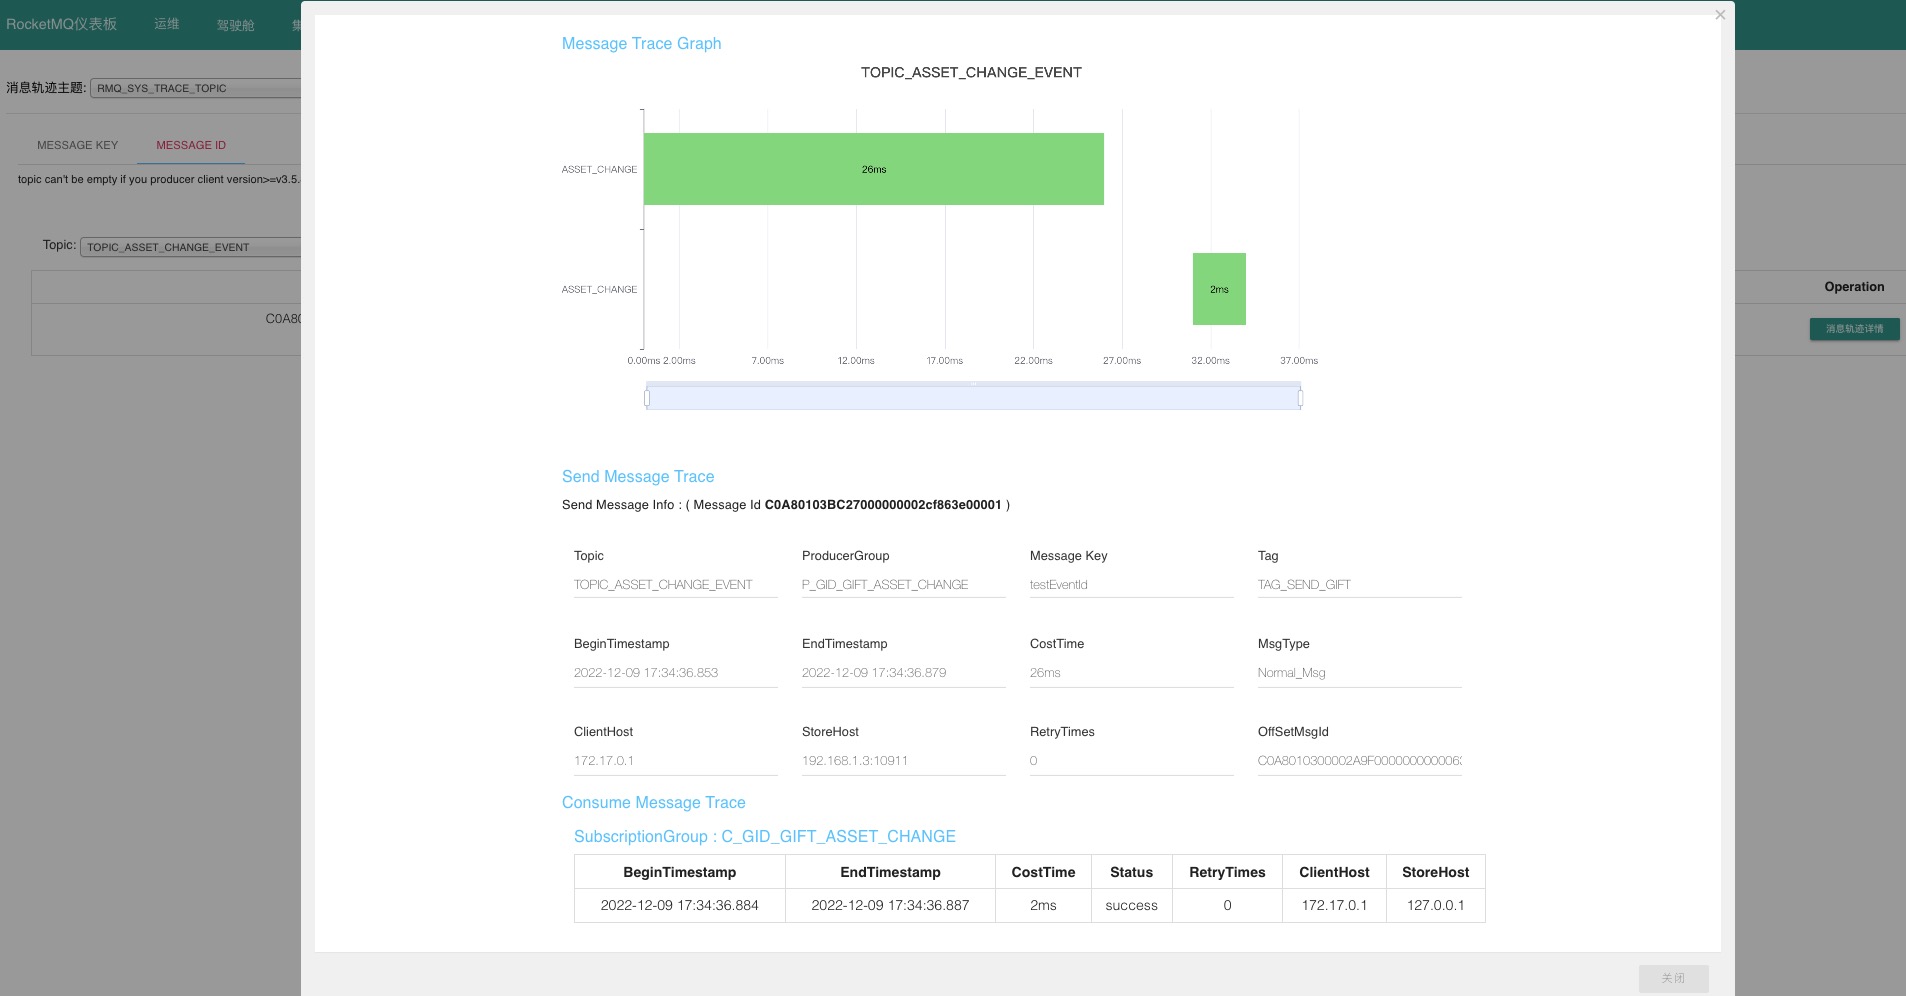 RocketMQ仪表板 运维 驾驶舱
消息轨迹主题: RMQ_SYS_TRACE_TOPIC
MESSAGE KEY MESSAGE ID
topic can't be empty if you producer client version>=v3.5.
Topic: TOPIC_ASSET_CHANGE_EVENT
C0A80
Operation
消息轨迹详情
×
Message Trace Graph
TOPIC_ASSET_CHANGE_EVENT
ASSET_CHANGE 26ms
ASSET_CHANGE 2ms
0.00ms 2.00ms 7.00ms 12.00ms 17.00ms 22.00ms 27.00ms 32.00ms 37.00ms
Send Message Trace
Send Message Info : ( Message Id C0A80103BC27000000002cf863e00001 )
Topic ProducerGroup Message Key Tag
TOPIC_ASSET_CHANGE_EVENT P_GID_GIFT_ASSET_CHANGE testEventId TAG_SEND_GIFT
BeginTimestamp EndTimestamp CostTime MsgType
2022-12-09 17:34:36.853 2022-12-09 17:34:36.879 26ms Normal_Msg
ClientHost StoreHost RetryTimes OffSetMsgId
172.17.0.1 192.168.1.3:10911 0 C0A8010300002A9F000000000006
Consume Message Trace
SubscriptionGroup : C_GID_GIFT_ASSET_CHANGE
BeginTimestamp EndTimestamp CostTime Status RetryTimes ClientHost StoreHost
2022-12-09 17:34:36.884 2022-12-09 17:34:36.887 2ms success 0 172.17.0.1 127.0.0.1
关闭